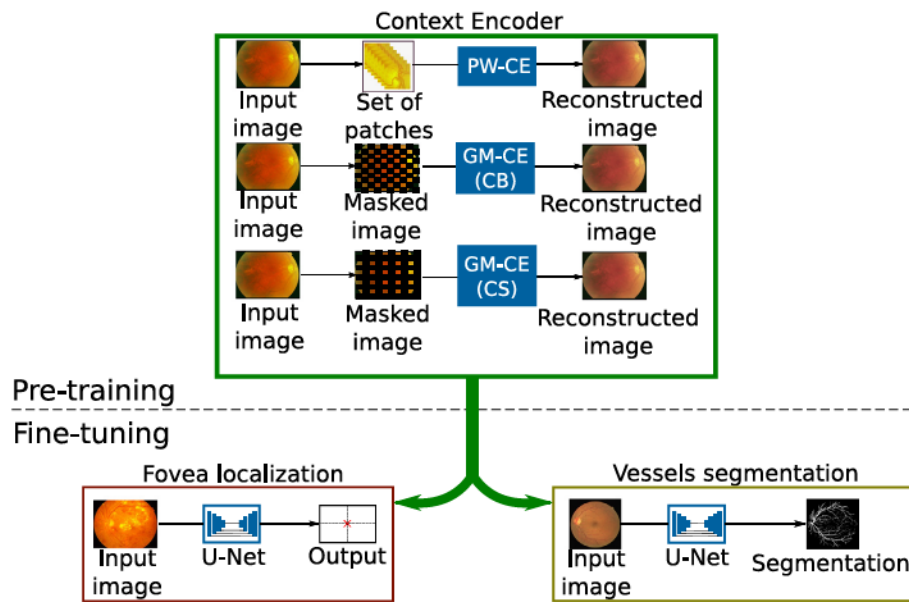 Context Encoder
PW-CE
Input
image
Set of
patches
Reconstructed
image
GM-CE
(CB)
Input
image
Masked
image
Reconstructed
image
GM-CE
(CS)
Input
image
Masked
image
Reconstructed
image
Pre-training
Fine-tuning
Fovea localization
Input
image
U-Net
Output
Vessels segmentation
Input
image
U-Net
Segmentation